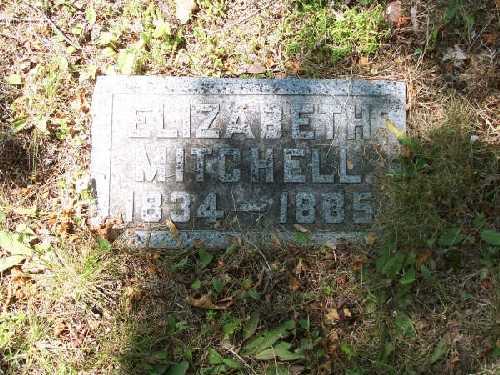 ELIZABETH
MITCHELL
1834 — 1885